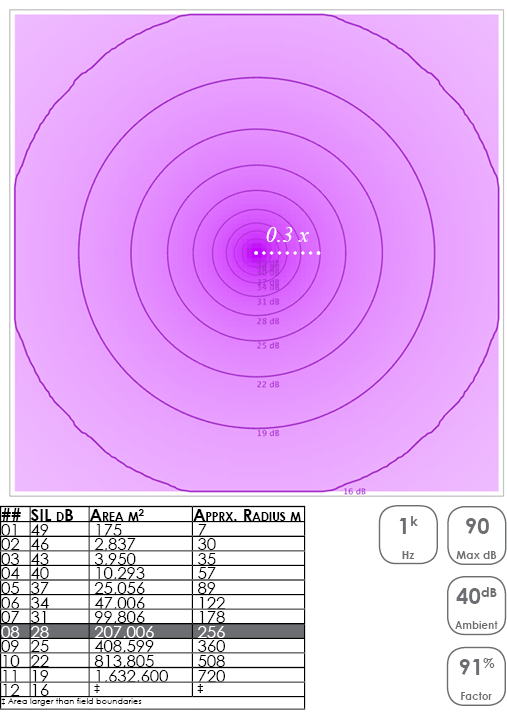 0.3 x
34 dB
31 dB
28 dB
25 dB
22 dB
19 dB
16 dB
## SIL dB Area m² Apprx. Radius m
01 49 175 7
02 46 2.837 30
03 43 3.950 35
04 40 10.293 57
05 37 25.056 89
06 34 47.006 122
07 31 99.806 178
08 28 207.006 256
09 25 408.599 360
10 22 813.805 508
11 19 1.632.600 720
12 16 ‡ ‡
‡ Area larger than field boundaries
1k
Hz
90
Max dB
40dB
Ambient
91%
Factor